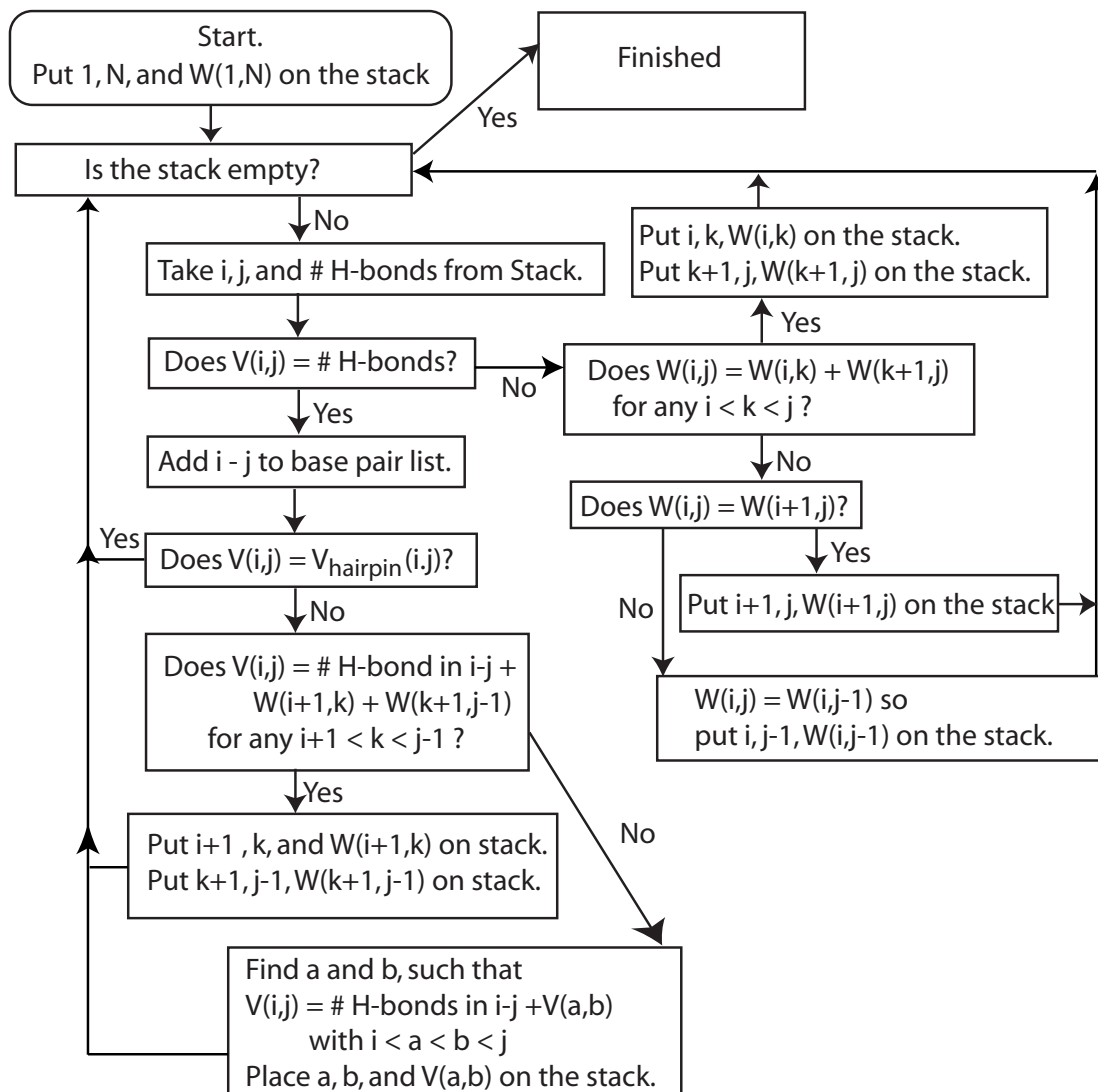 Start.
Put 1, N, and W(1,N) on the stack
Finished
Yes
Is the stack empty?
No
Take i, j, and # H-bonds from Stack.
Put i, k, W(i,k) on the stack.
Put k+1, j, W(k+1, j) on the stack.
Yes
Does V(i,j) = # H-bonds?
No
Does W(i,j) = W(i,k) + W(k+1,j)
for any i < k < j ?
Yes
Add i - j to base pair list.
No
Does W(i,j) = W(i+1,j)?
Yes
Does V(i,j) = Vhairpin(i.j)?
Yes
No
Put i+1, j, W(i+1,j) on the stack
No
Does V(i,j) = # H-bond in i-j +
W(i+1,k) + W(k+1,j-1)
for any i+1 < k < j-1 ?
W(i,j) = W(i,j-1) so
put i, j-1, W(i,j-1) on the stack.
Yes
No
Put i+1 , k, and W(i+1,k) on stack.
Put k+1, j-1, W(k+1, j-1) on stack.
Find a and b, such that
V(i,j) = # H-bonds in i-j +V(a,b)
with i < a < b < j
Place a, b, and V(a,b) on the stack.